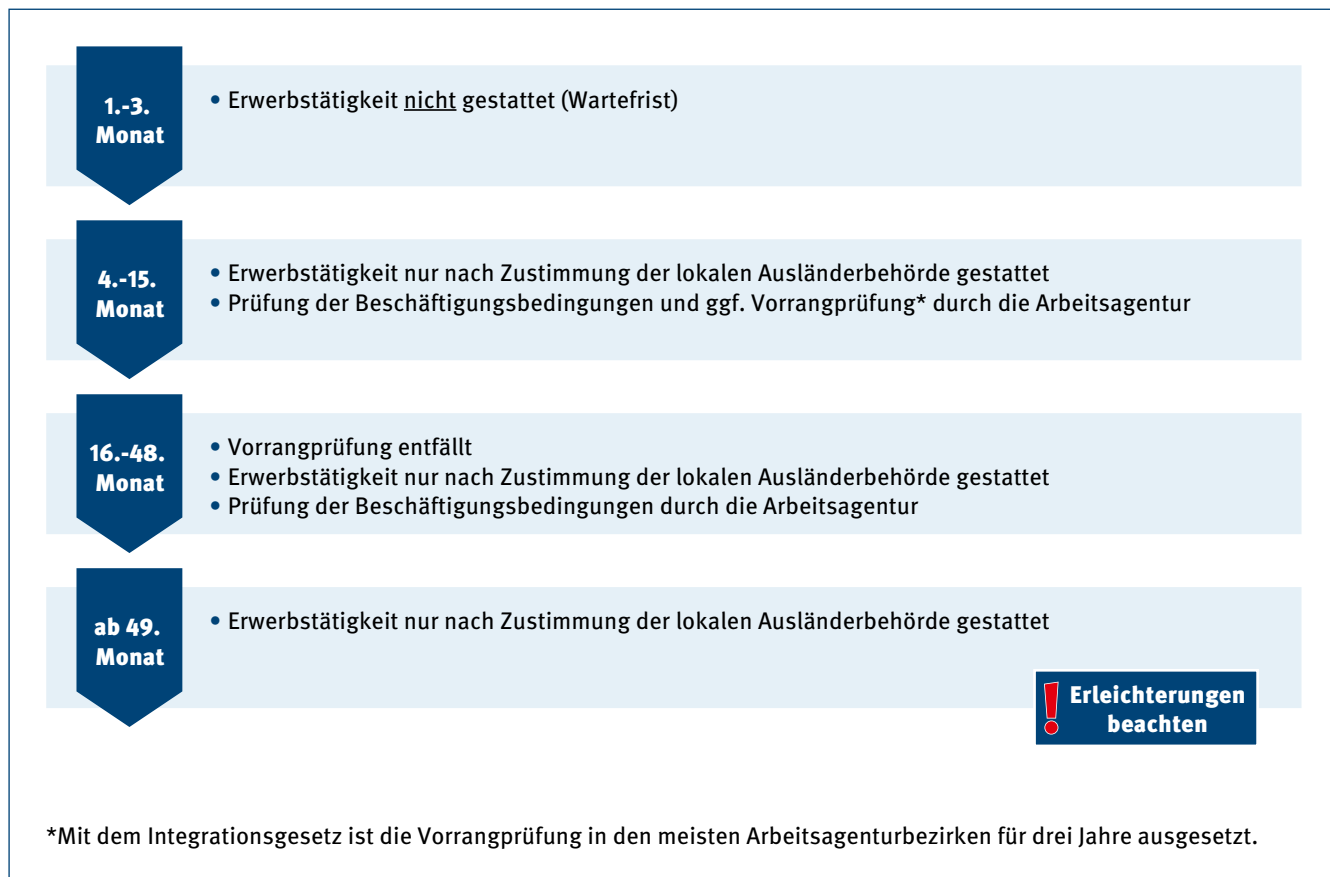 1.-3.
Monat
• Erwerbstätigkeit nicht gestattet (Wartefrist)
4.-15.
Monat
• Erwerbstätigkeit nur nach Zustimmung der lokalen Ausländerbehörde gestattet
• Prüfung der Beschäftigungsbedingungen und ggf. Vorrangprüfung* durch die Arbeitsagentur
16.-48.
Monat
• Vorrangprüfung entfällt
• Erwerbstätigkeit nur nach Zustimmung der lokalen Ausländerbehörde gestattet
• Prüfung der Beschäftigungsbedingungen durch die Arbeitsagentur
ab 49.
Monat
• Erwerbstätigkeit nur nach Zustimmung der lokalen Ausländerbehörde gestattet
! Erleichterungen
beachten
*Mit dem Integrationsgesetz ist die Vorrangprüfung in den meisten Arbeitsagenturbezirken für drei Jahre ausgesetzt.